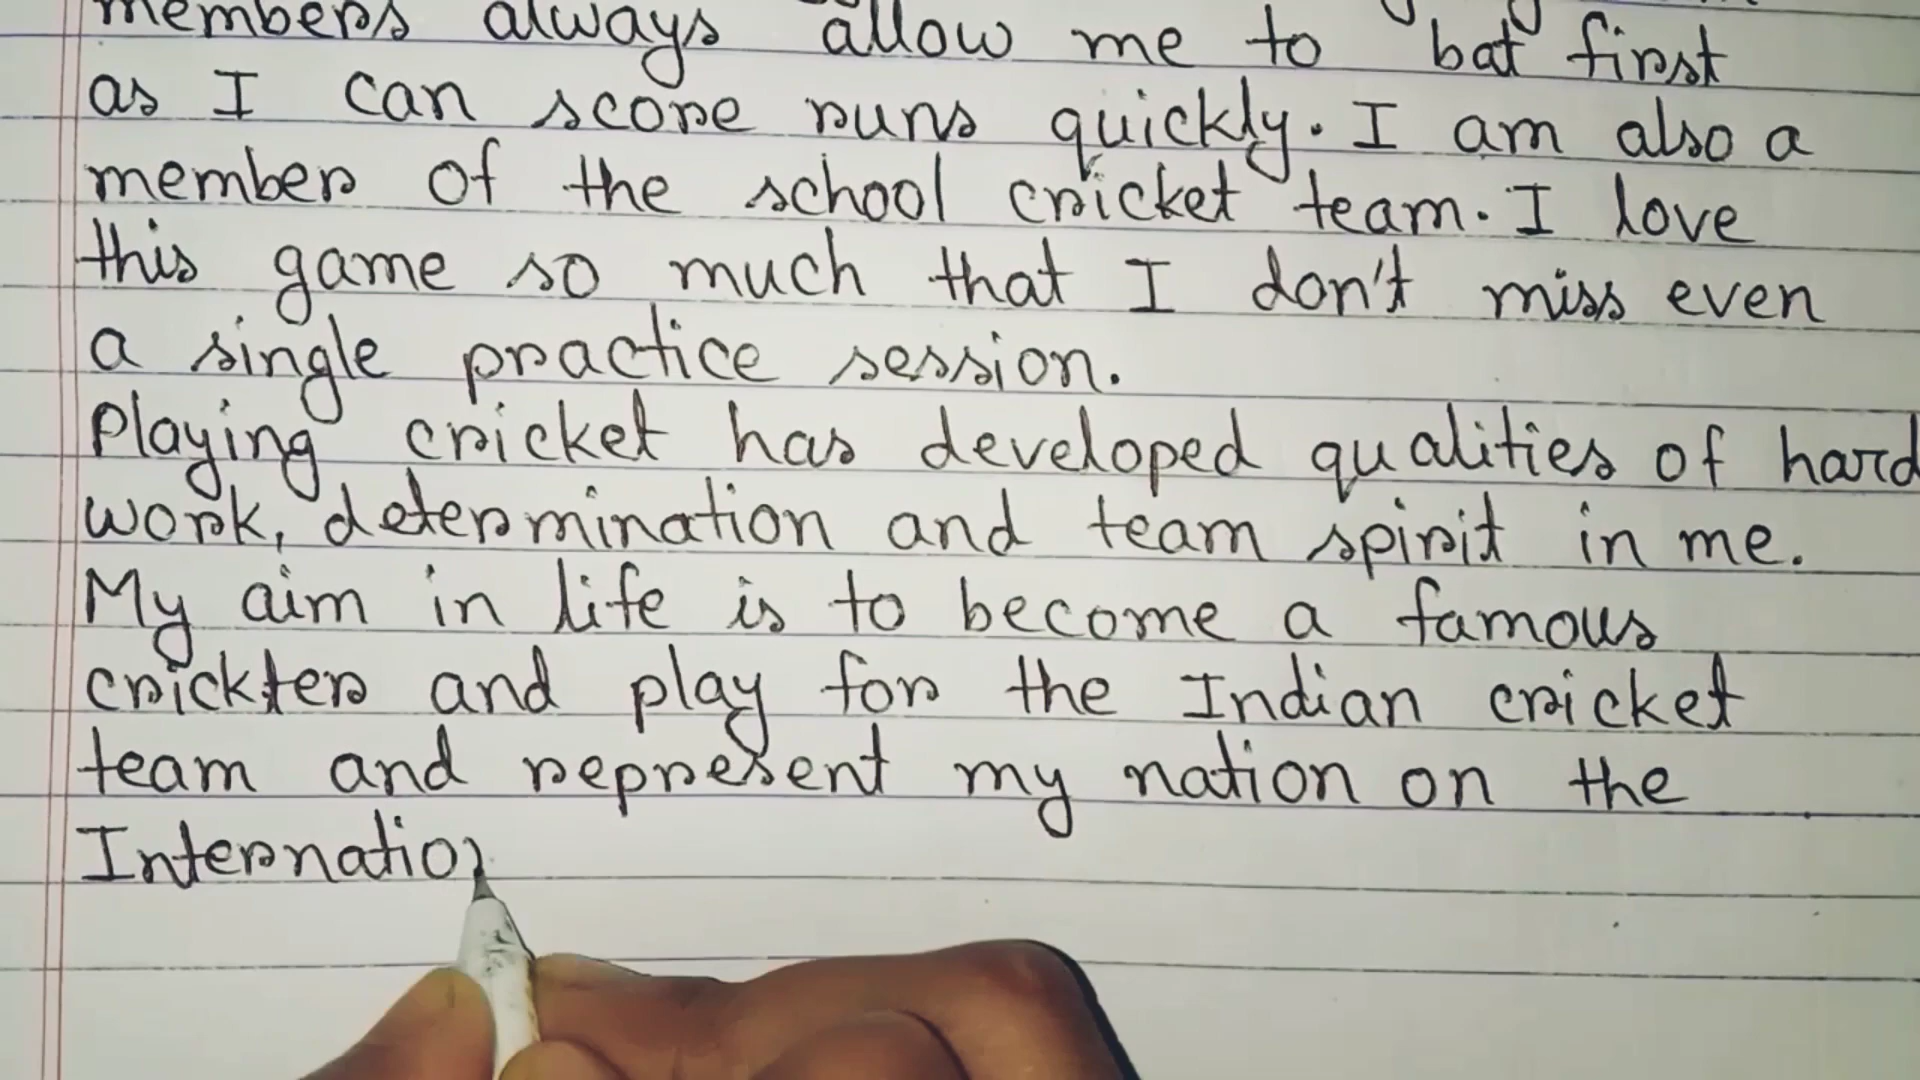 members always allow me to bat first
as I can score runs quickly. I am also a
member of the school cricket team. I love
this game so much that I don't miss even
a single practice session.
Playing cricket has developed qualities of hard
work, determination and team spirit in me.
My aim in life is to become a famous
crickter and play for the Indian cricket
team and represent my nation on the
Internation